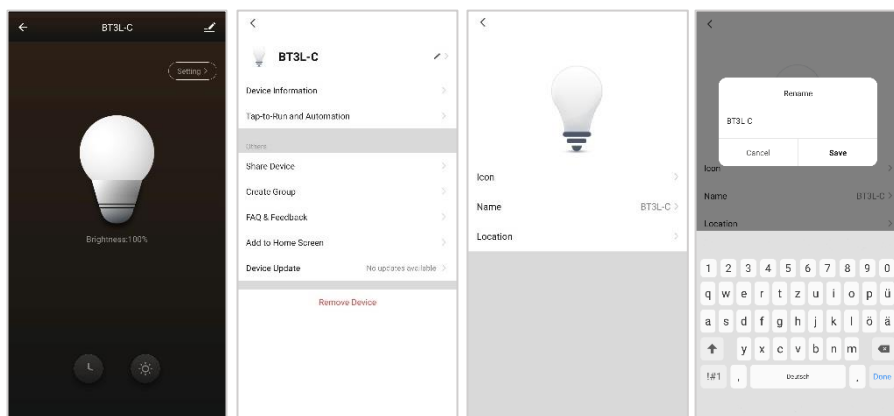 BT3L-C
Setting >
Brightness:100%
BT3L-C
Device Information
Tap-to-Run and Automation
Others
Share Device
Create Group
FAQ & Feedback
Add to Home Screen
Device Update No updates available
Remove Device
Icon
Name BT3L-C
Location
Rename
BT3L C
Cancel Save
Icon
Name BT3L-C
Location
1 2 3 4 5 6 7 8 9 0
q w e r t z u i o p ü
a s d f g h j k l ö ä
y x c v b n m
!#1 , Deutsch . Done